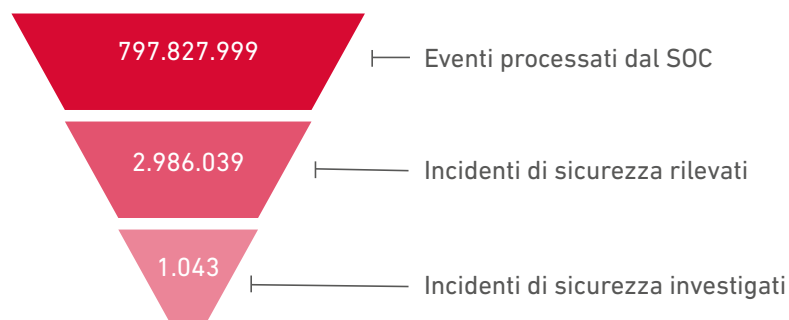 797.827.999
Eventi processati dal SOC
2.986.039
Incidenti di sicurezza rilevati
1.043
Incidenti di sicurezza investigati